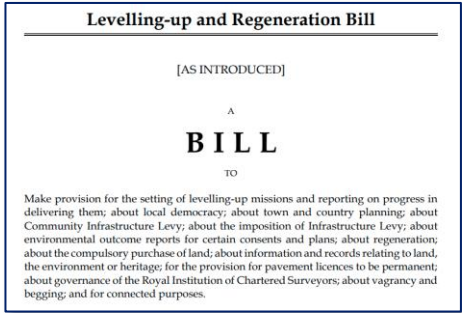 Levelling-up and Regeneration Bill
[AS INTRODUCED]
A
BILL
TO
Make provision for the setting of levelling-up missions and reporting on progress in
delivering them; about local democracy; about town and country planning; about
Community Infrastructure Levy; about the imposition of Infrastructure Levy; about
environmental outcome reports for certain consents and plans; about regeneration;
about the compulsory purchase of land; about information and records relating to land,
the environment or heritage; for the provision for pavement licences to be permanent;
about governance of the Royal Institution of Chartered Surveyors; about vagrancy and
begging; and for connected purposes.